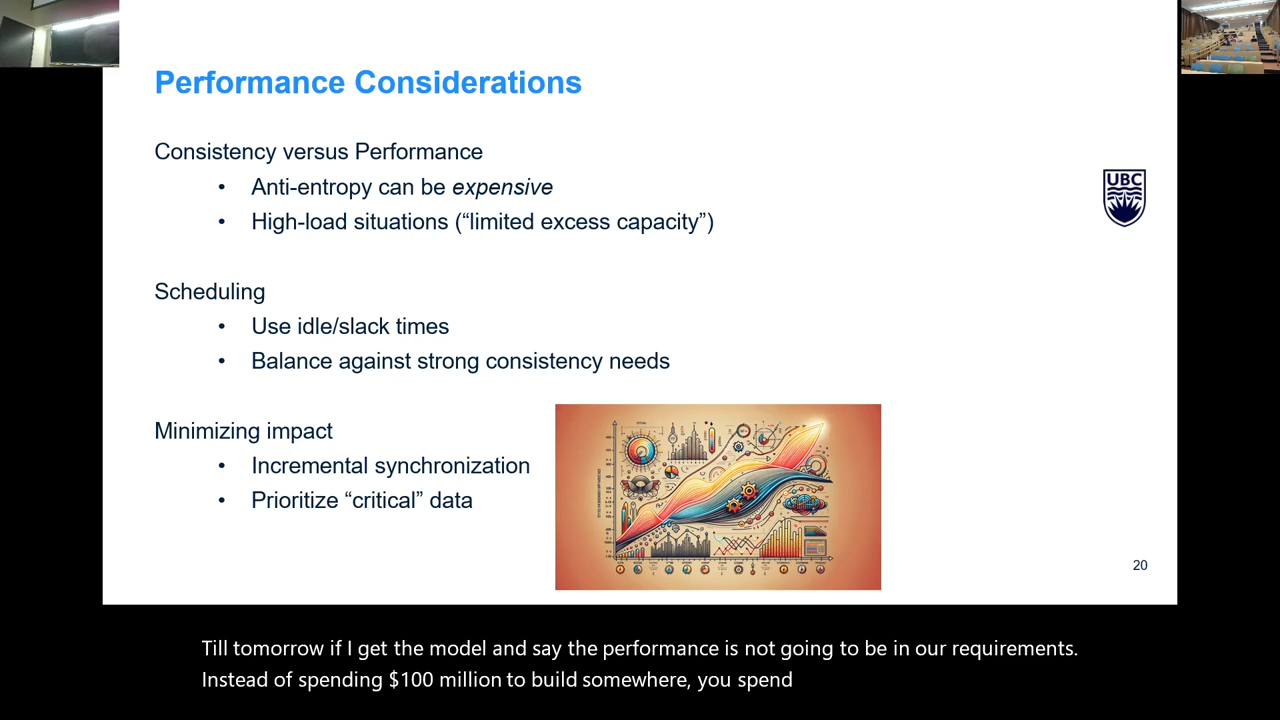 Performance Considerations
Consistency versus Performance
• Anti-entropy can be expensive
• High-load situations (“limited excess capacity”)
UBC
Scheduling
• Use idle/slack times
• Balance against strong consistency needs
Minimizing impact
• Incremental synchronization
• Prioritize “critical” data
20
Till tomorrow if I get the model and say the performance is not going to be in our requirements.
Instead of spending $100 million to build somewhere, you spend